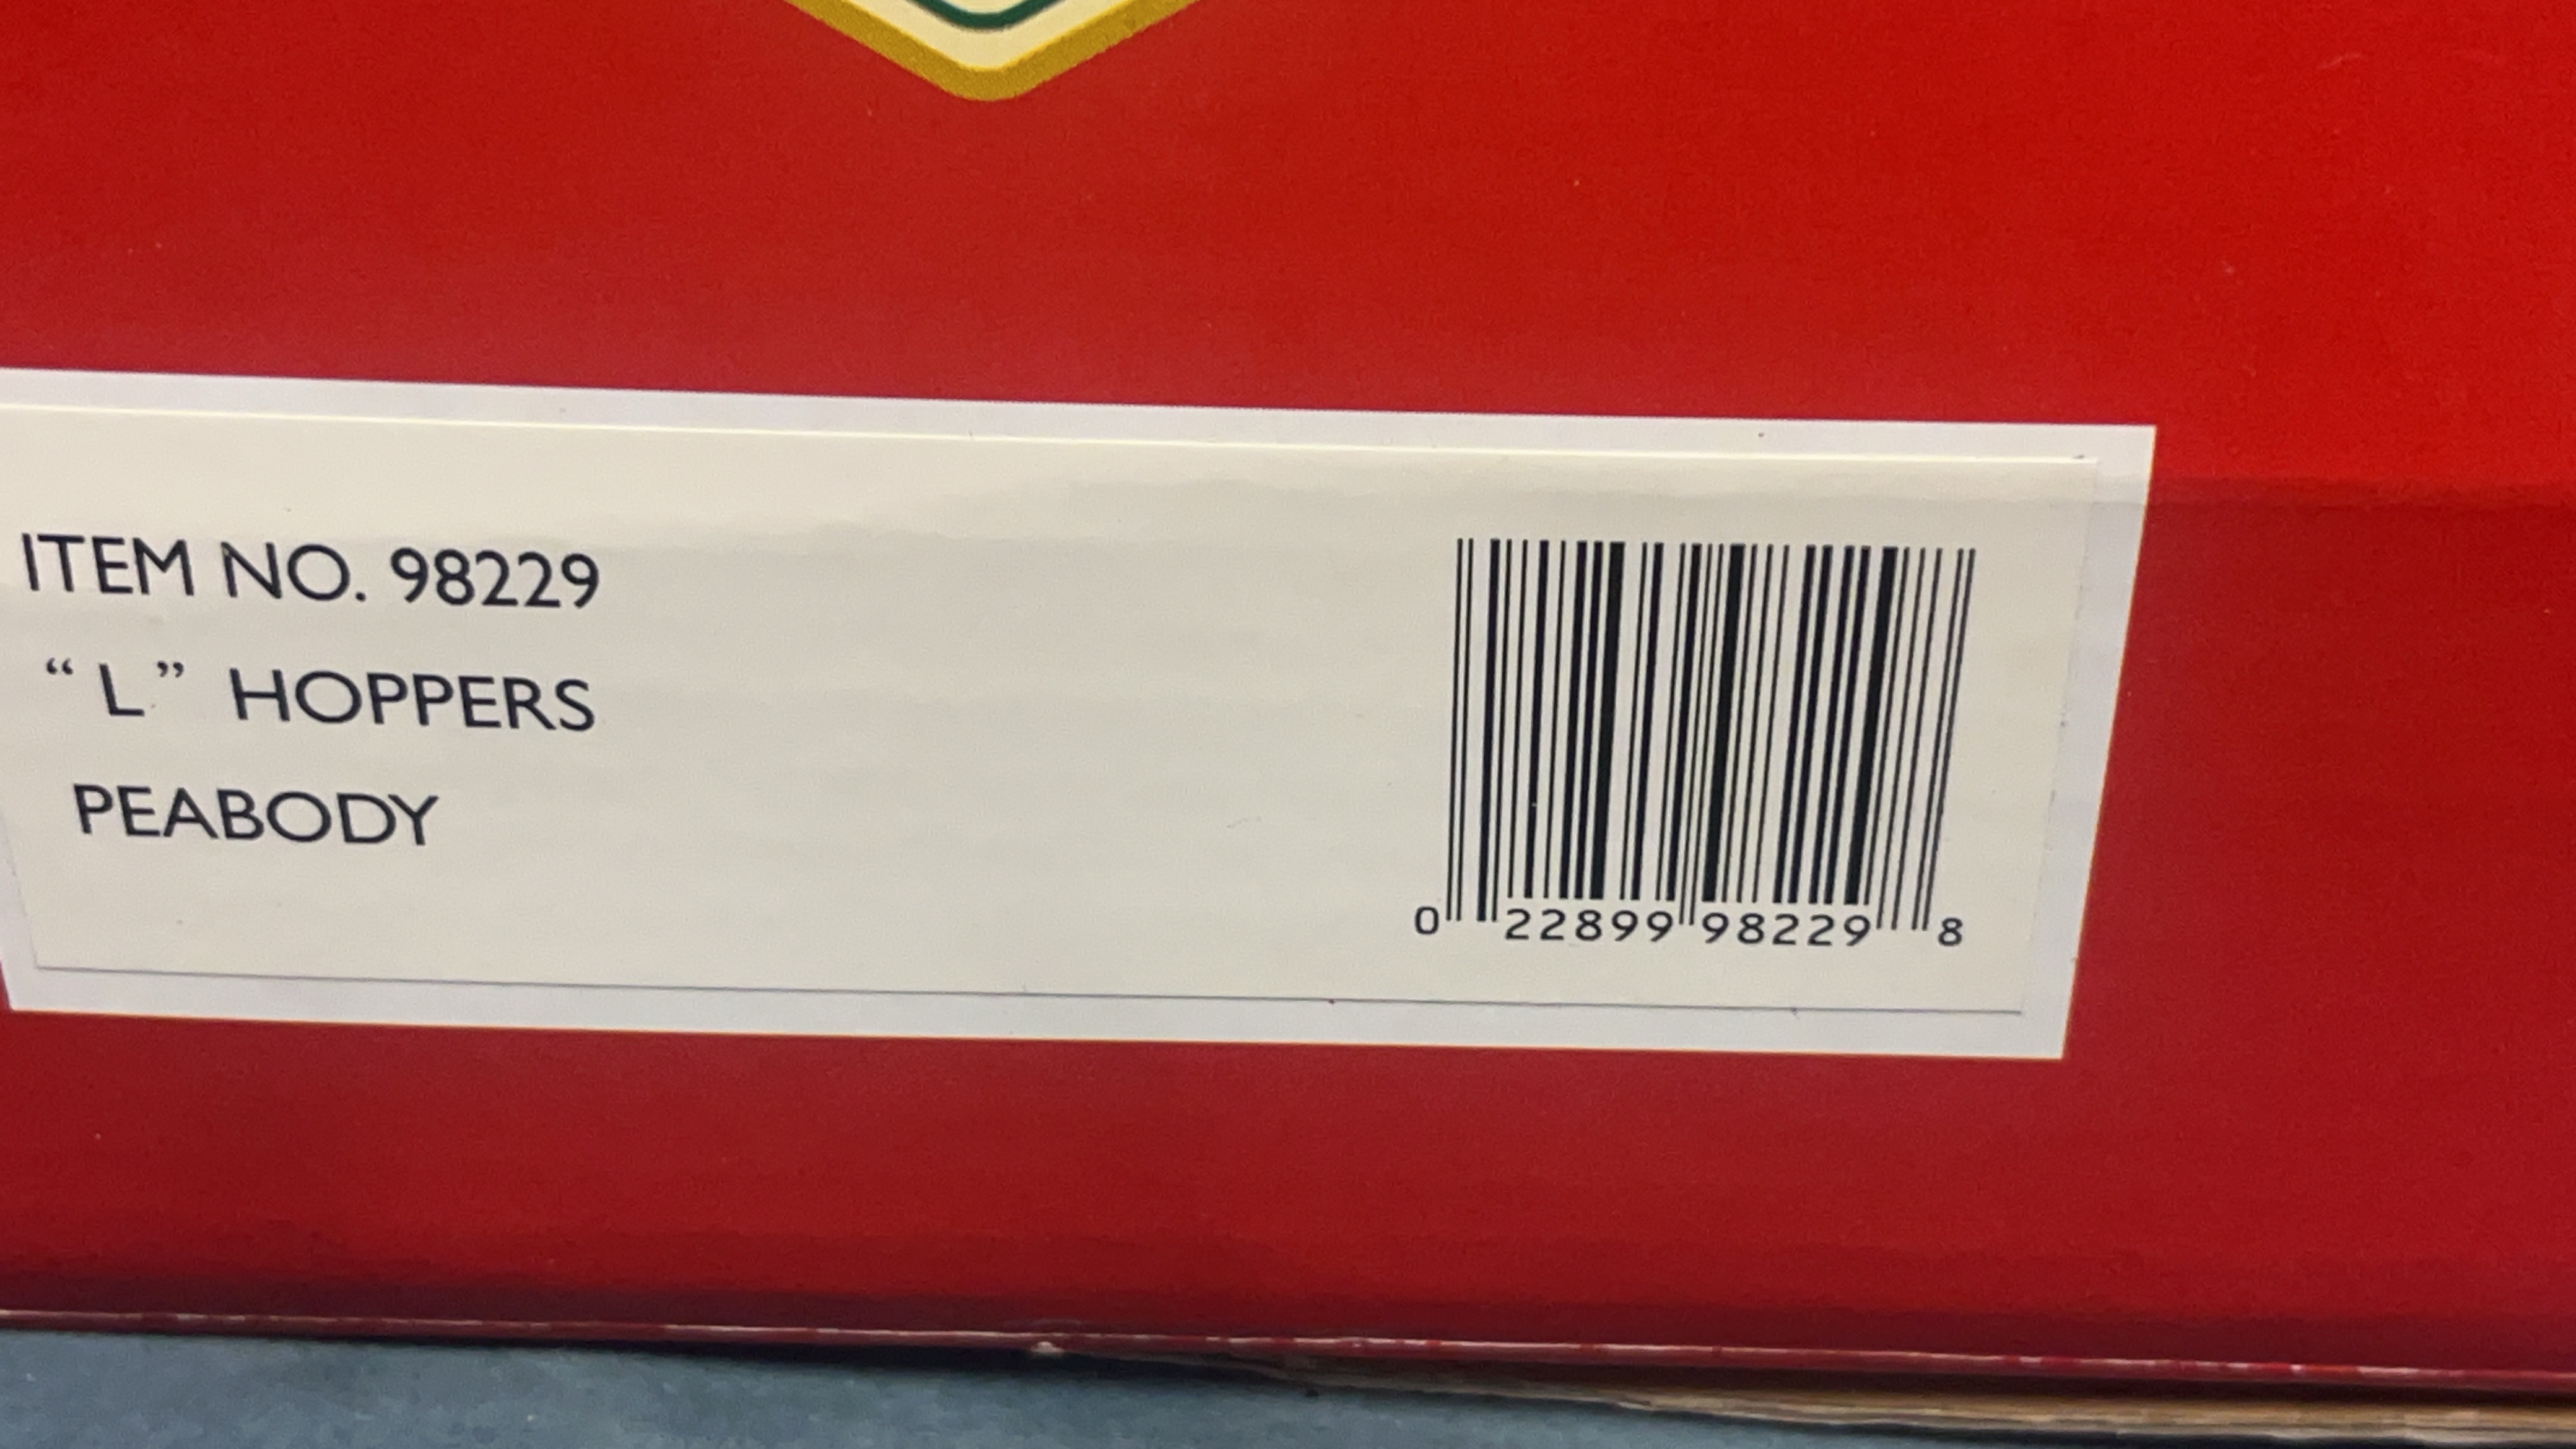 ITEM NO. 98229
“ L ” HOPPERS
PEABODY
0 22899 98229 8